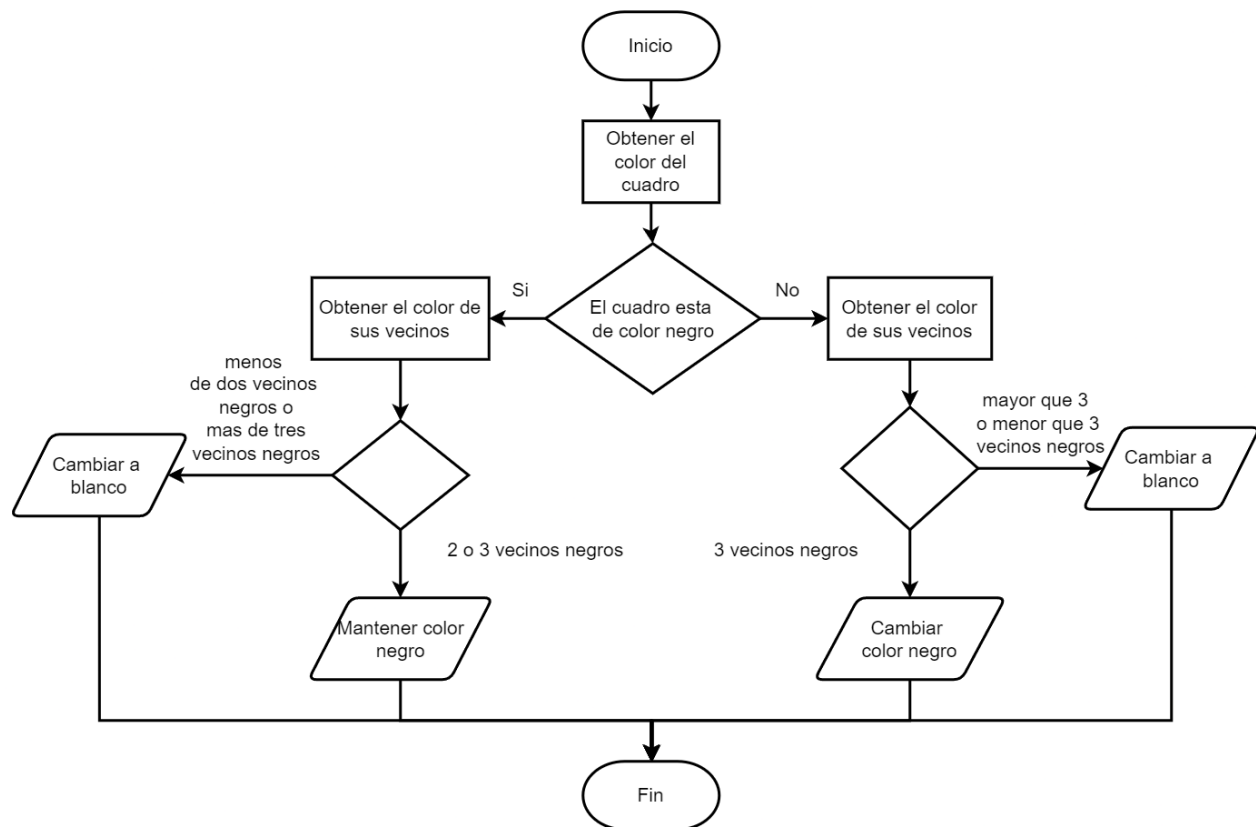 Inicio
Obtener el
color del
cuadro
Si
El cuadro esta
de color negro
No
Obtener el color de
sus vecinos
Obtener el color
de sus vecinos
menos
de dos vecinos
negros o
mas de tres
vecinos negros
mayor que 3
o menor que 3
vecinos negros
Cambiar a
blanco
Cambiar a
blanco
2 o 3 vecinos negros
3 vecinos negros
Mantener color
negro
Cambiar
color negro
Fin